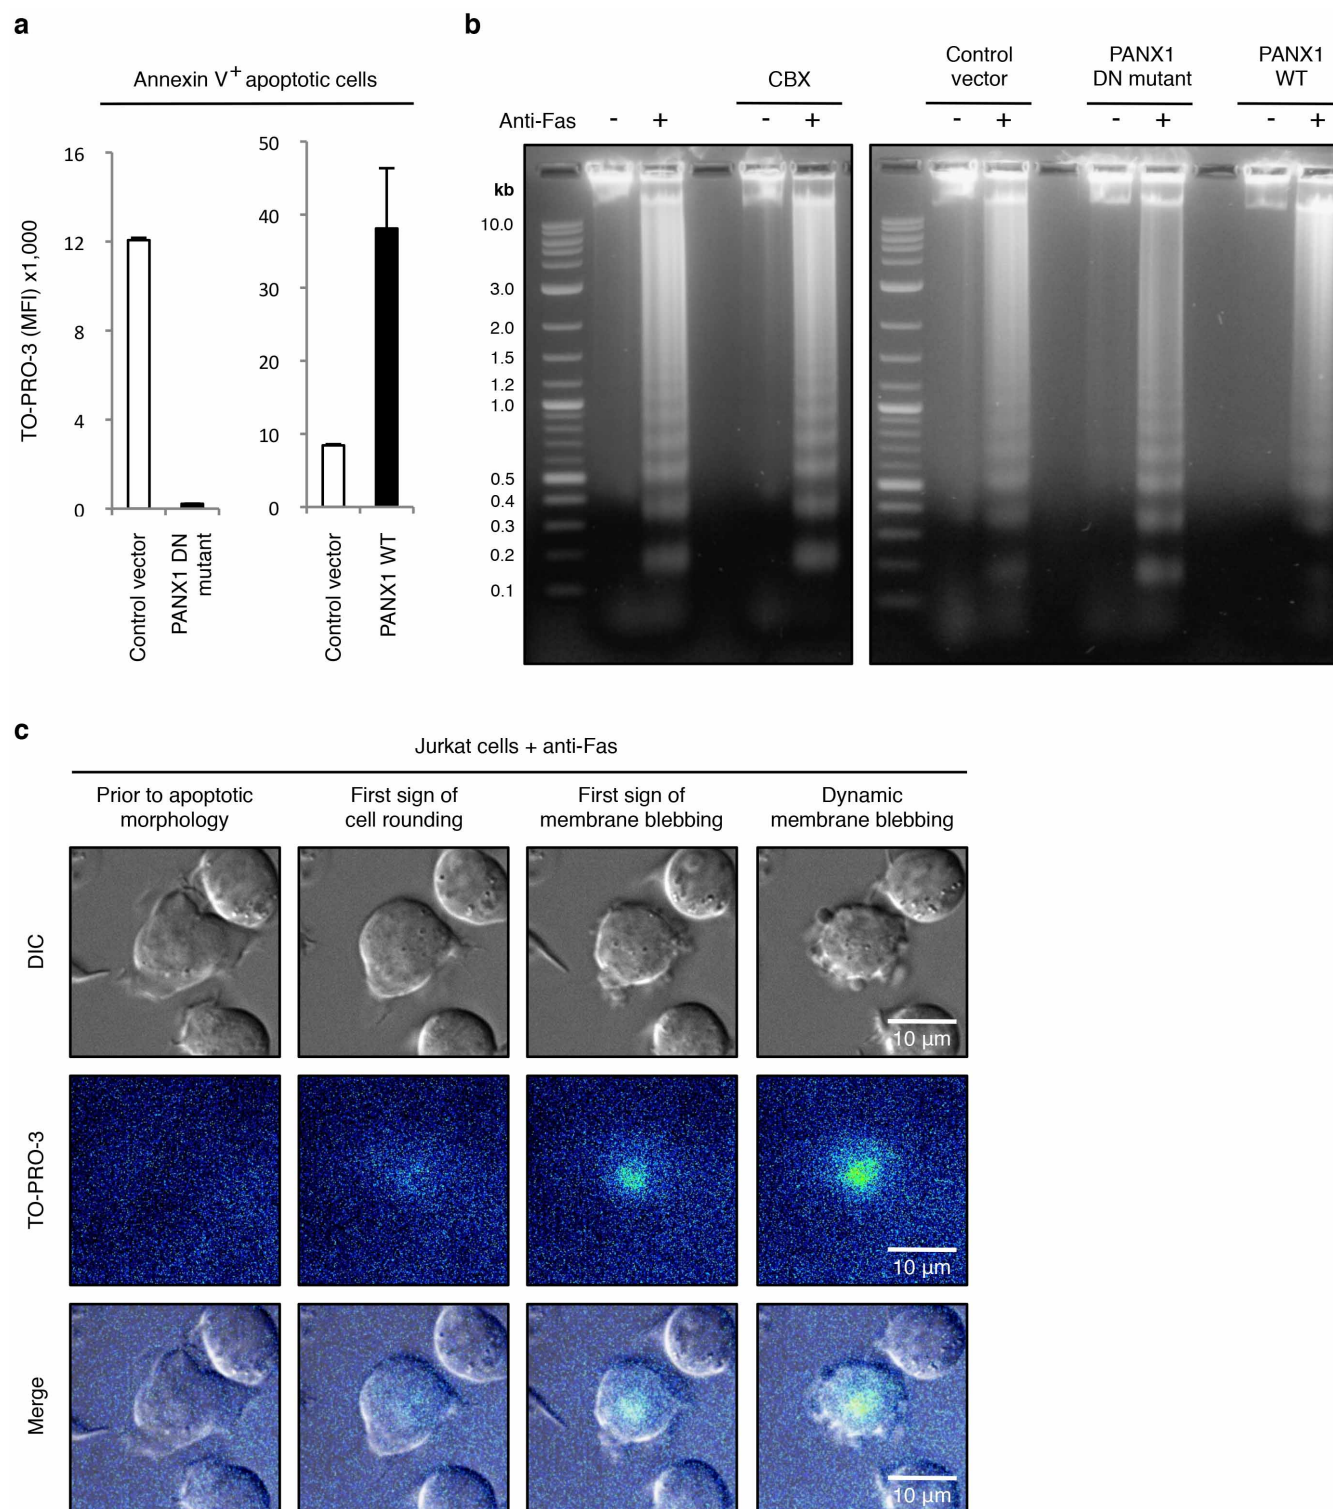 a
Annexin V+ apoptotic cells
TO-PRO-3 (MFI) x1,000
16
12
8
4
0
Control vector
PANX1 DN
mutant
50
40
30
20
10
0
Control vector
PANX1 WT
b
CBX
Control
vector
PANX1
DN mutant
PANX1
WT
Anti-Fas - + - + - + - + - +
kb
10.0
3.0
2.0
1.5
1.2
1.0
0.5
0.4
0.3
0.2
0.1
c
Jurkat cells + anti-Fas
Prior to apoptotic
morphology
First sign of
cell rounding
First sign of
membrane blebbing
Dynamic
membrane blebbing
DIC
10 µm
TO-PRO-3
10 µm
Merge
10 µm